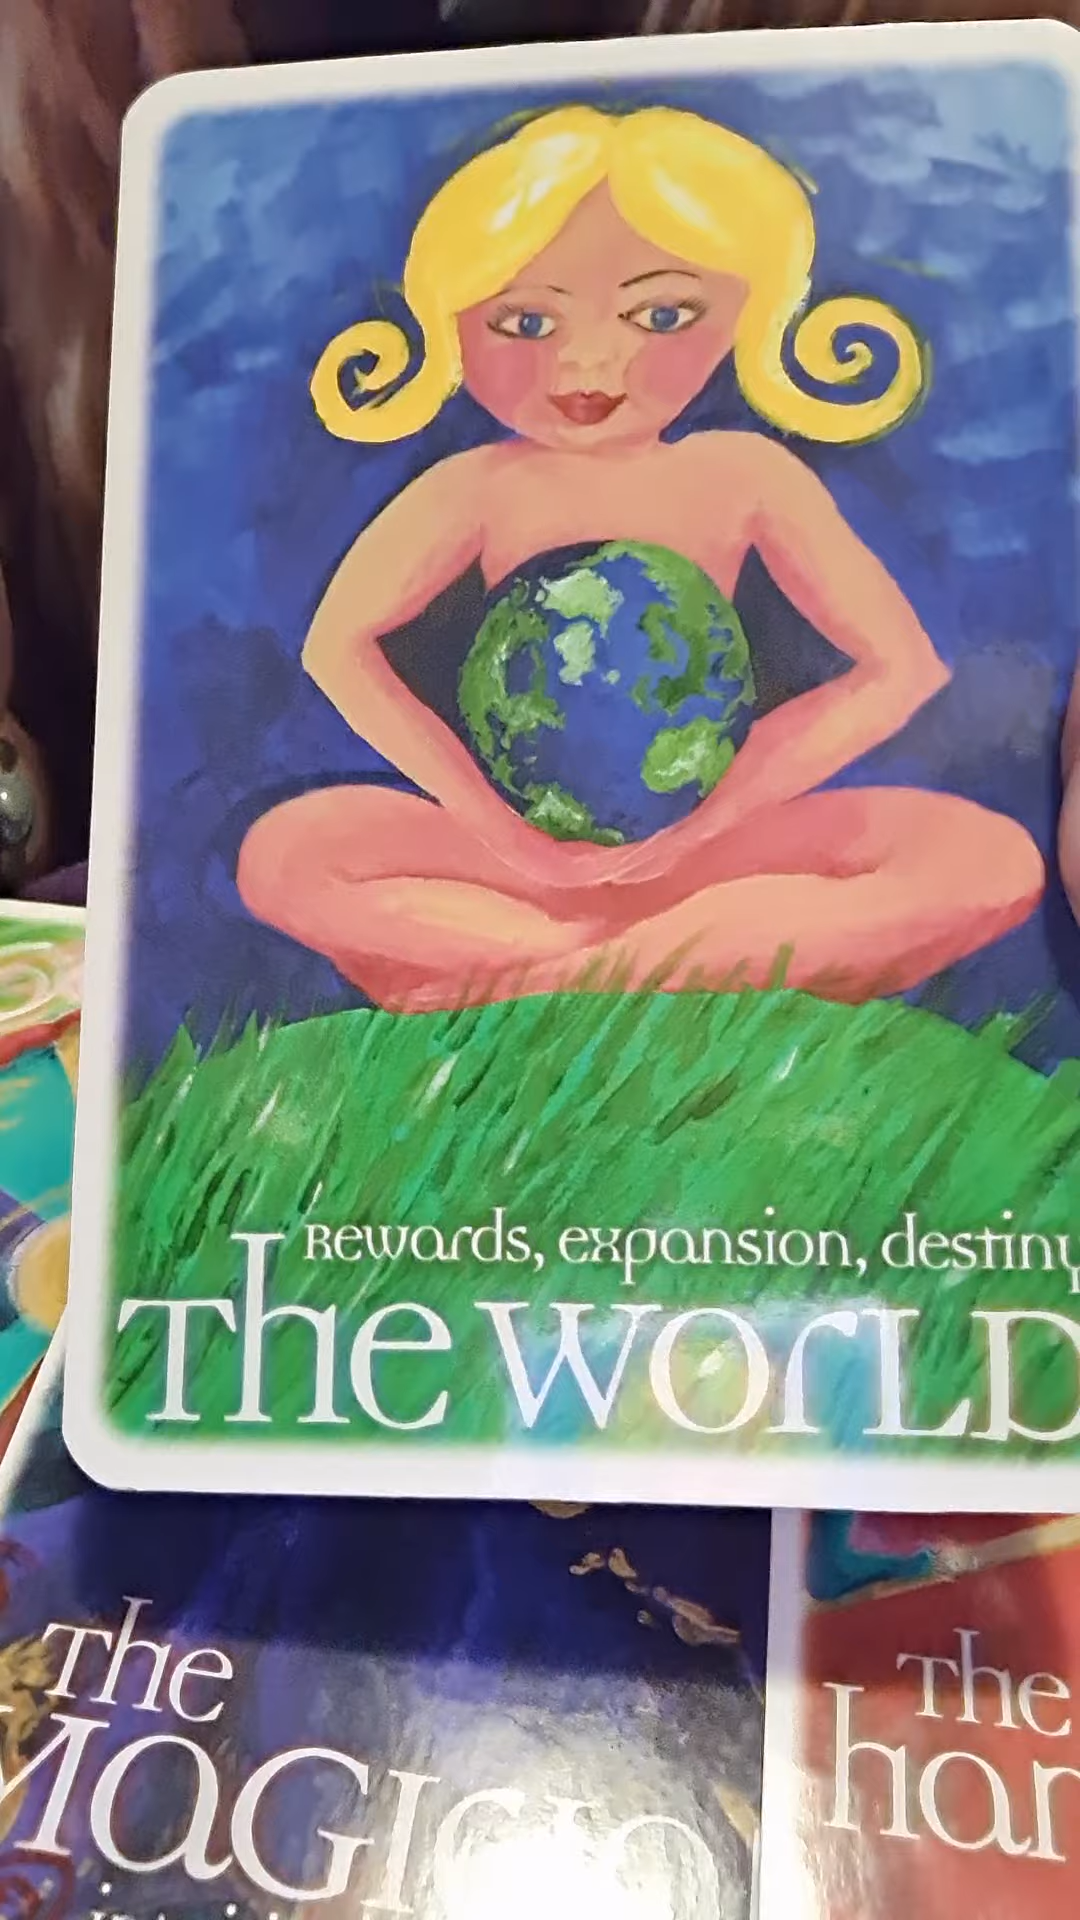 Rewards, expansion, destiny
The WORLD
The
The